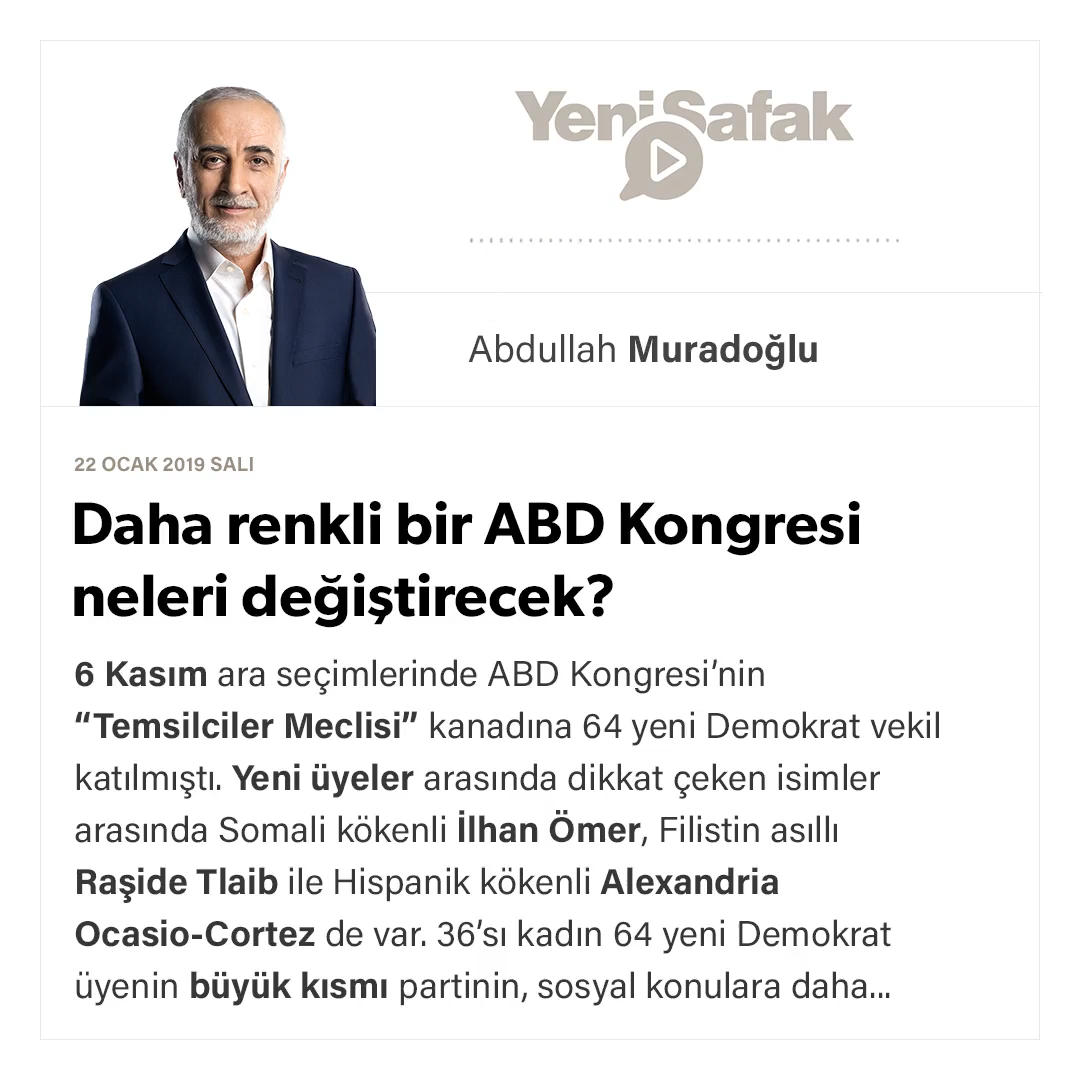 Yeni Şafak
Abdullah Muradoğlu
22 OCAK 2019 SALI
Daha renkli bir ABD Kongresi
neleri değiştirecek?
6 Kasım ara seçimlerinde ABD Kongresi’nin
“Temsilciler Meclisi” kanadına 64 yeni Demokrat vekil
katılmıştı. Yeni üyeler arasında dikkat çeken isimler
arasında Somali kökenli İlhan Ömer, Filistin asıllı
Raşide Tlaib ile Hispanik kökenli Alexandria
Ocasio-Cortez de var. 36’sı kadın 64 yeni Demokrat
üyenin büyük kısmı partinin, sosyal konulara daha...